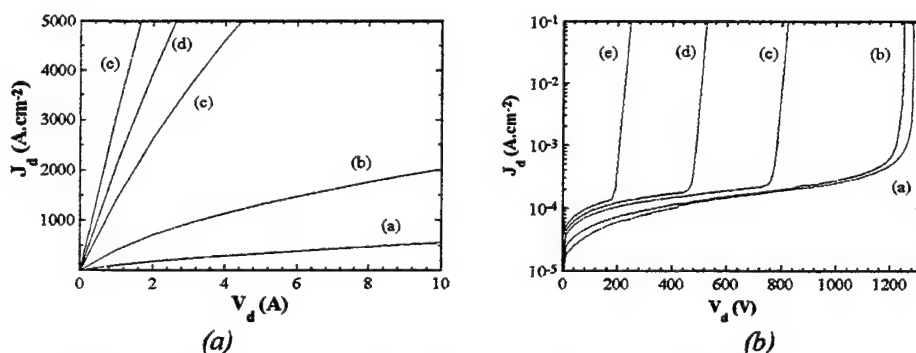 5000
4000
3000
2000
1000
J_d (A.cm⁻²)
(e)
(d)
(c)
(b)
(a)
0 2 4 6 8 10
V_d (A)
(a)
10⁻¹
10⁻²
10⁻³
10⁻⁴
10⁻⁵
J_d (A.cm⁻²)
(e)
(d)
(c)
(b)
(a)
0 200 400 600 800 1000 1200
V_d (V)
(b)